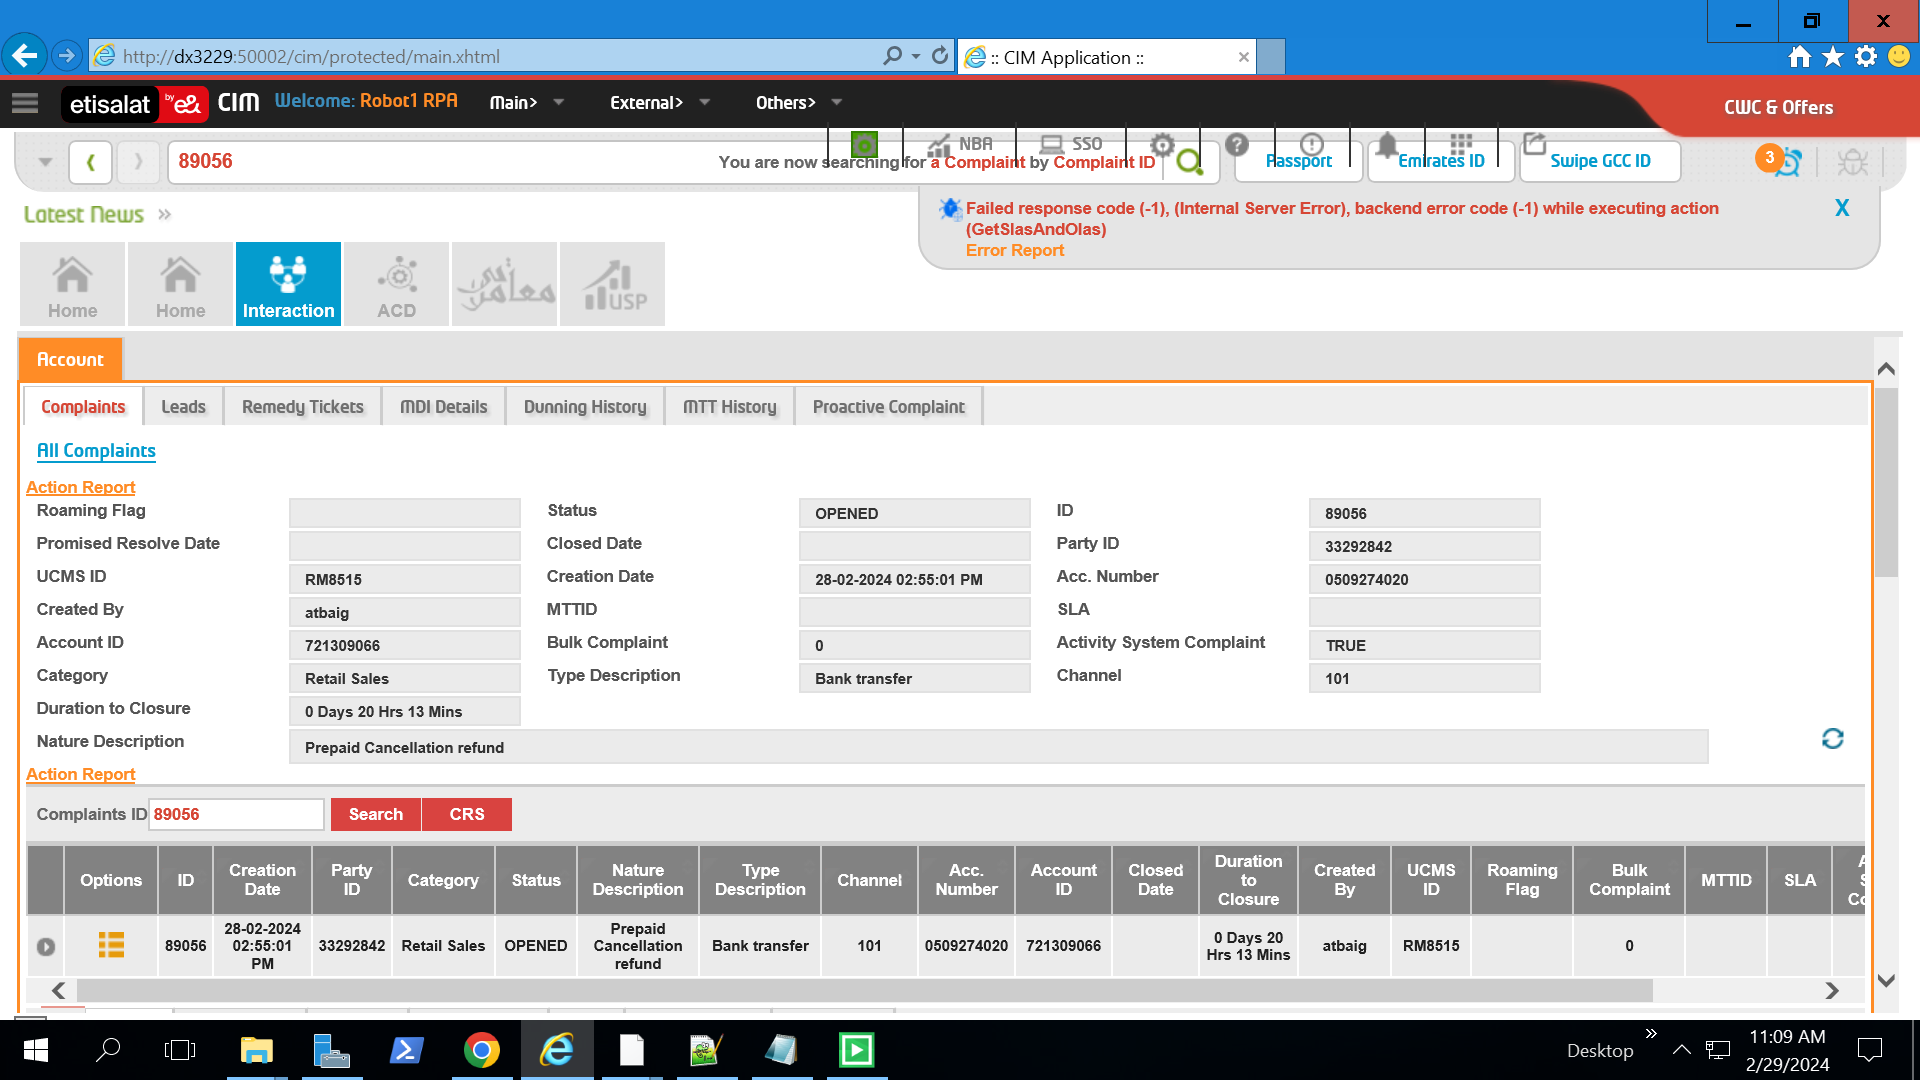 http://dx3229:50002/cim/protected/main.xhtml
:: CIM Application ::
etisalat by e& CIM Welcome: Robot1 RPA Main> External> Others> CWC & Offers
NBA SSO
89056 You are now searching for a Complaint by Complaint ID Passport Emirates ID Swipe GCC ID 3
Latest News »
Failed response code (-1), (Internal Server Error), backend error code (-1) while executing action
(GetSlasAndOlas)
Error Report
X
Home Home Interaction ACD معاملاتي USP
Account
Complaints Leads Remedy Tickets MDI Details Dunning History MTT History Proactive Complaint
All Complaints
Action Report
Roaming Flag Status OPENED ID 89056
Promised Resolve Date Closed Date Party ID 33292842
UCMS ID RM8515 Creation Date 28-02-2024 02:55:01 PM Acc. Number 0509274020
Created By atbaig MTTID SLA
Account ID 721309066 Bulk Complaint 0 Activity System Complaint TRUE
Category Retail Sales Type Description Bank transfer Channel 101
Duration to Closure 0 Days 20 Hrs 13 Mins
Nature Description Prepaid Cancellation refund
Action Report
Complaints ID 89056 Search CRS
Options ID Creation Date Party ID Category Status Nature Description Type Description Channel Acc. Number Account ID Closed Date Duration to Closure Created By UCMS ID Roaming Flag Bulk Complaint MTTID SLA
89056 28-02-2024 02:55:01 PM 33292842 Retail Sales OPENED Prepaid Cancellation refund Bank transfer 101 0509274020 721309066 0 Days 20 Hrs 13 Mins atbaig RM8515 0
Desktop
11:09 AM
2/29/2024